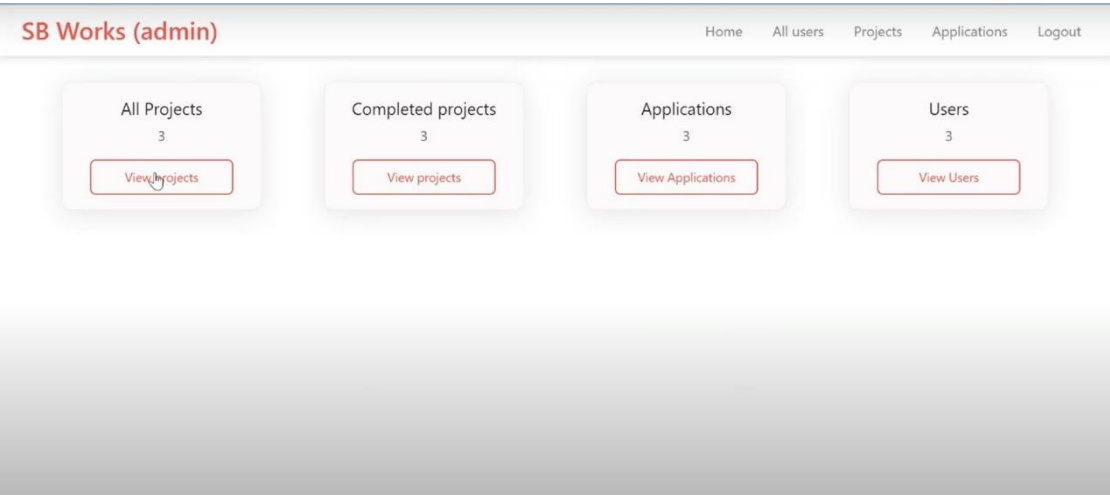 SB Works (admin)
Home All users Projects Applications Logout
All Projects
3
View projects
Completed projects
3
View projects
Applications
3
View Applications
Users
3
View Users